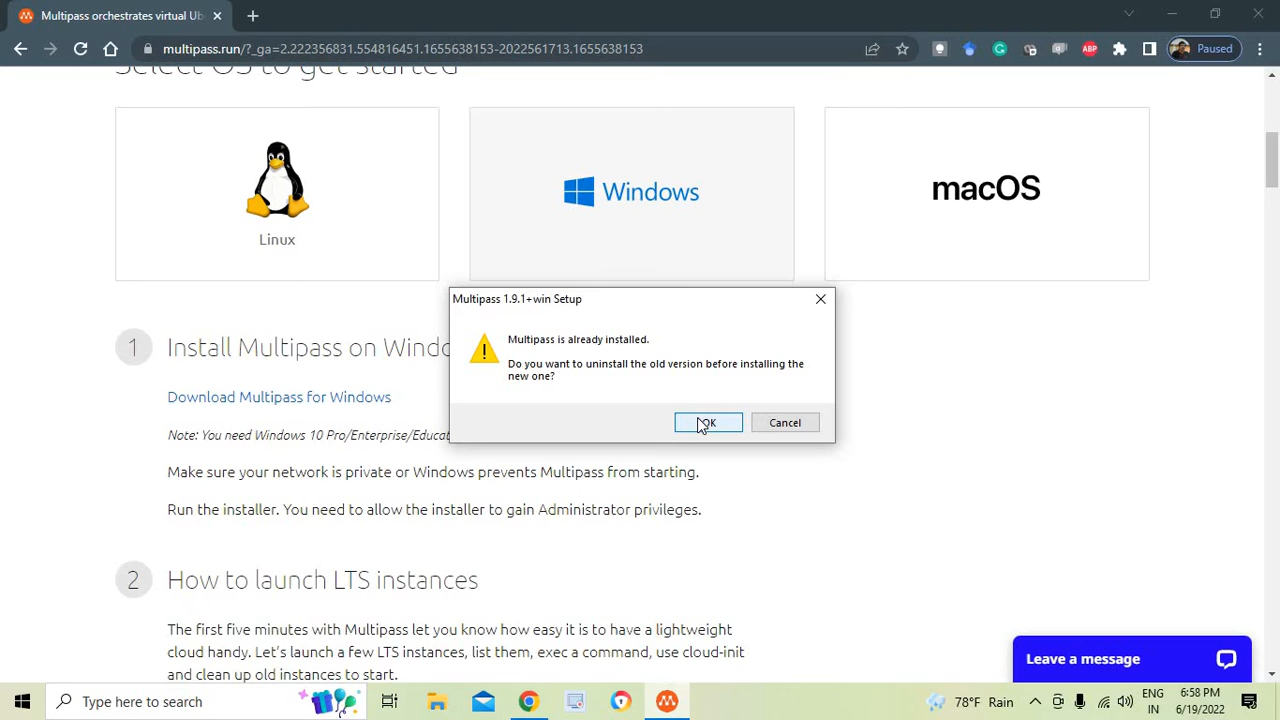 Multipass orchestrates virtual Ub
multipass.run/?_ga=2.222356831.554816451.1655638153-2022561713.1655638153
ABP
Paused
Select OS to get started
Linux
Windows
macOS
Multipass 1.9.1+win Setup
Multipass is already installed.
Do you want to uninstall the old version before installing the
new one?
OK
Cancel
1
Install Multipass on Windo
Download Multipass for Windows
Note: You need Windows 10 Pro/Enterprise/Educat
Make sure your network is private or Windows prevents Multipass from starting.
Run the installer. You need to allow the installer to gain Administrator privileges.
2
How to launch LTS instances
The first five minutes with Multipass let you know how easy it is to have a lightweight
cloud handy. Let's launch a few LTS instances, list them, exec a command, use cloud-init
and clean up old instances to start.
Leave a message
Type here to search
78°F Rain
ENG
IN
6:58 PM
6/19/2022